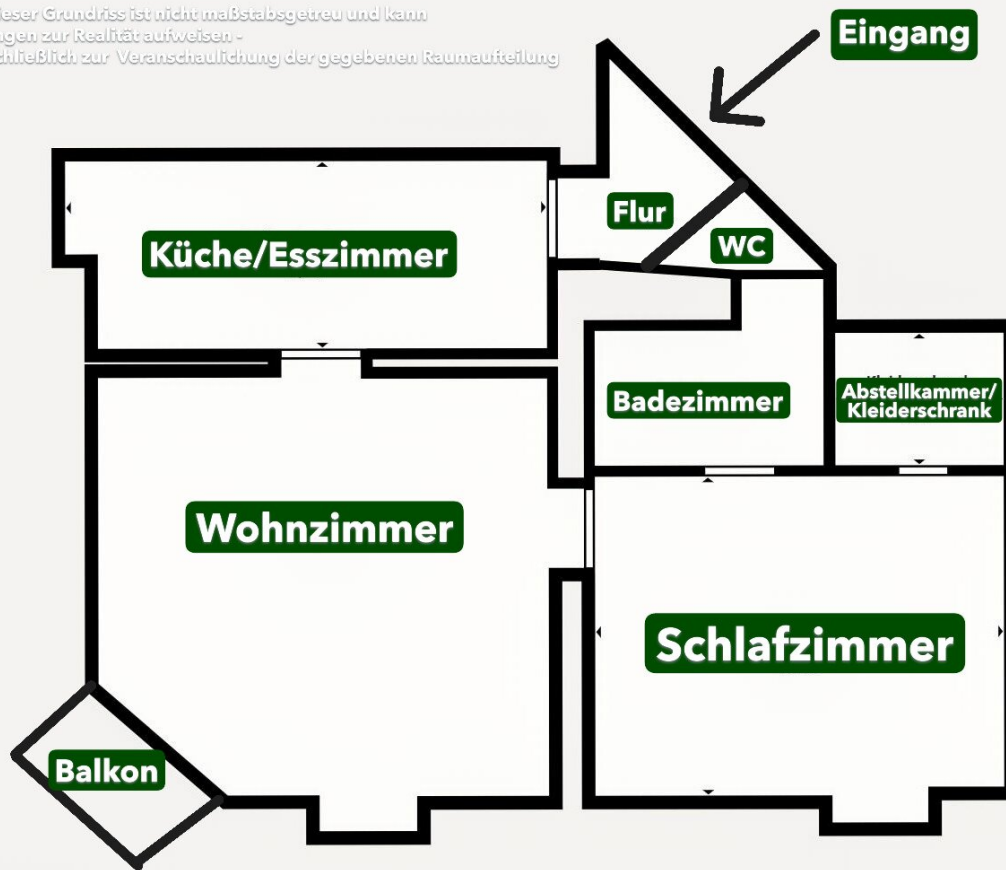 ieser Grundriss ist nicht maßstabsgetreu und kann
ngen zur Realität aufweisen -
chließlich zur Veranschaulichung der gegebenen Raumaufteilung
Eingang
Flur
WC
Küche/Esszimmer
Badezimmer
Abstellkammer/
Kleiderschrank
Wohnzimmer
Schlafzimmer
Balkon